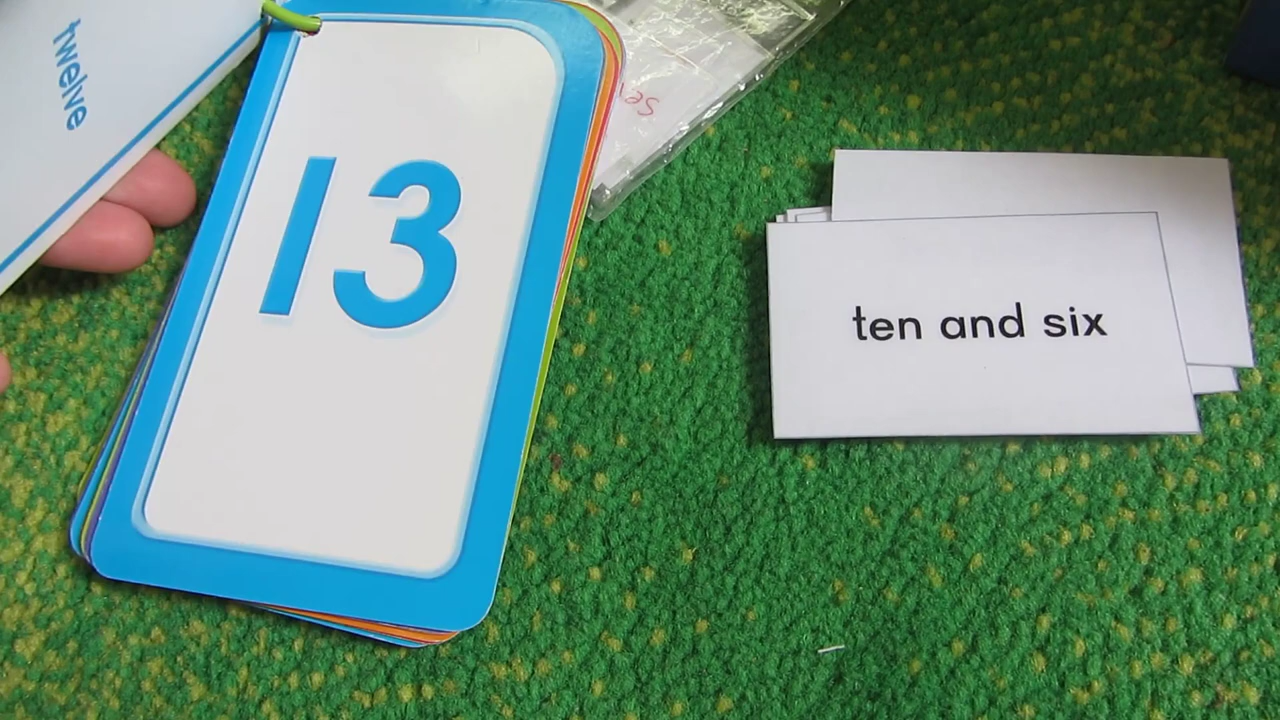 twelve
13
ten and six